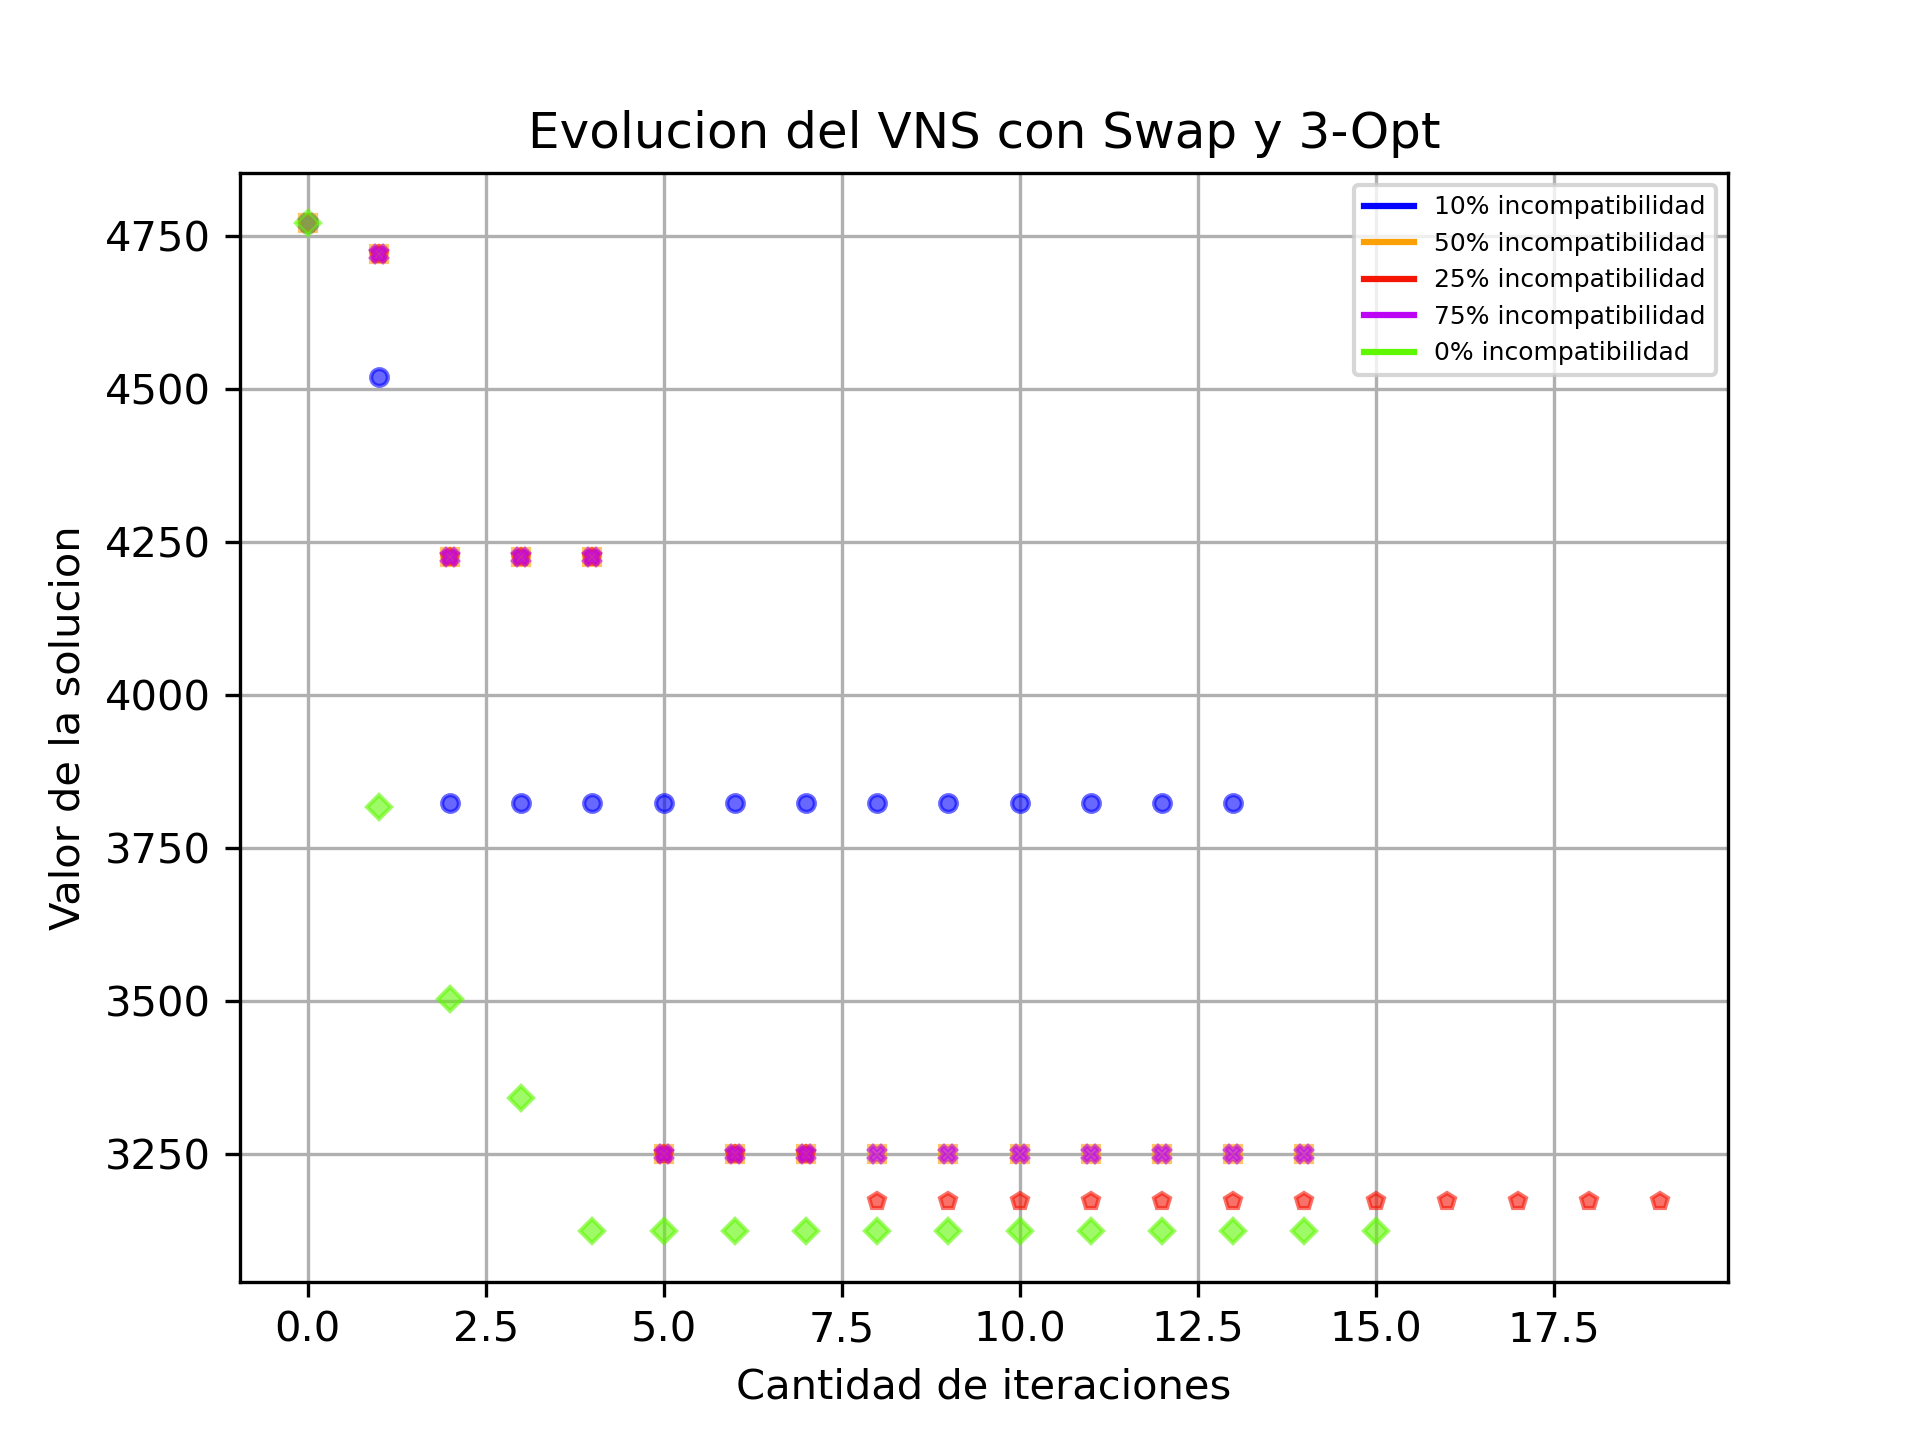 Evolucion del VNS con Swap y 3-Opt
10% incompatibilidad
50% incompatibilidad
25% incompatibilidad
75% incompatibilidad
0% incompatibilidad
Valor de la solucion
4750
4500
4250
4000
3750
3500
3250
0.0 2.5 5.0 7.5 10.0 12.5 15.0 17.5
Cantidad de iteraciones